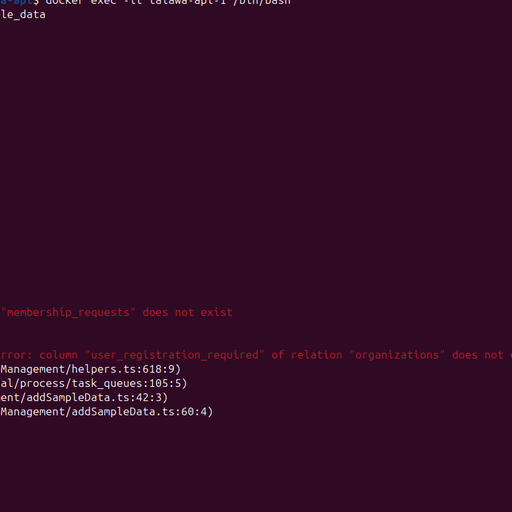 a-api$ docker exec -it talawa-api-1 /bin/bash
le_data
"membership_requests" does not exist
rror: column "user_registration_required" of relation "organizations" does not
Management/helpers.ts:618:9)
al/process/task_queues:105:5)
ent/addSampleData.ts:42:3)
Management/addSampleData.ts:60:4)